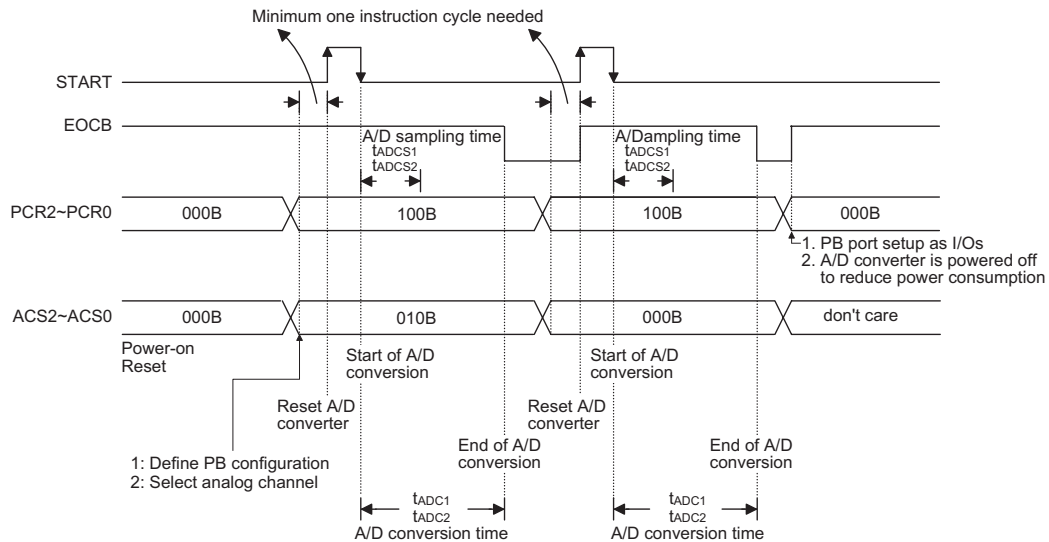 Minimum one instruction cycle needed
START
EOCB
A/D sampling time
tADCS1
tADCS2
A/Dampling time
tADCS1
tADCS2
PCR2~PCR0
000B
100B
100B
000B
1. PB port setup as I/Os
2. A/D converter is powered off
to reduce power consumption
ACS2~ACS0
000B
010B
000B
don't care
Power-on
Reset
Start of A/D
conversion
Start of A/D
conversion
Reset A/D
converter
Reset A/D
converter
End of A/D
conversion
End of A/D
conversion
1: Define PB configuration
2: Select analog channel
tADC1
tADC2
A/D conversion time
tADC1
tADC2
A/D conversion time